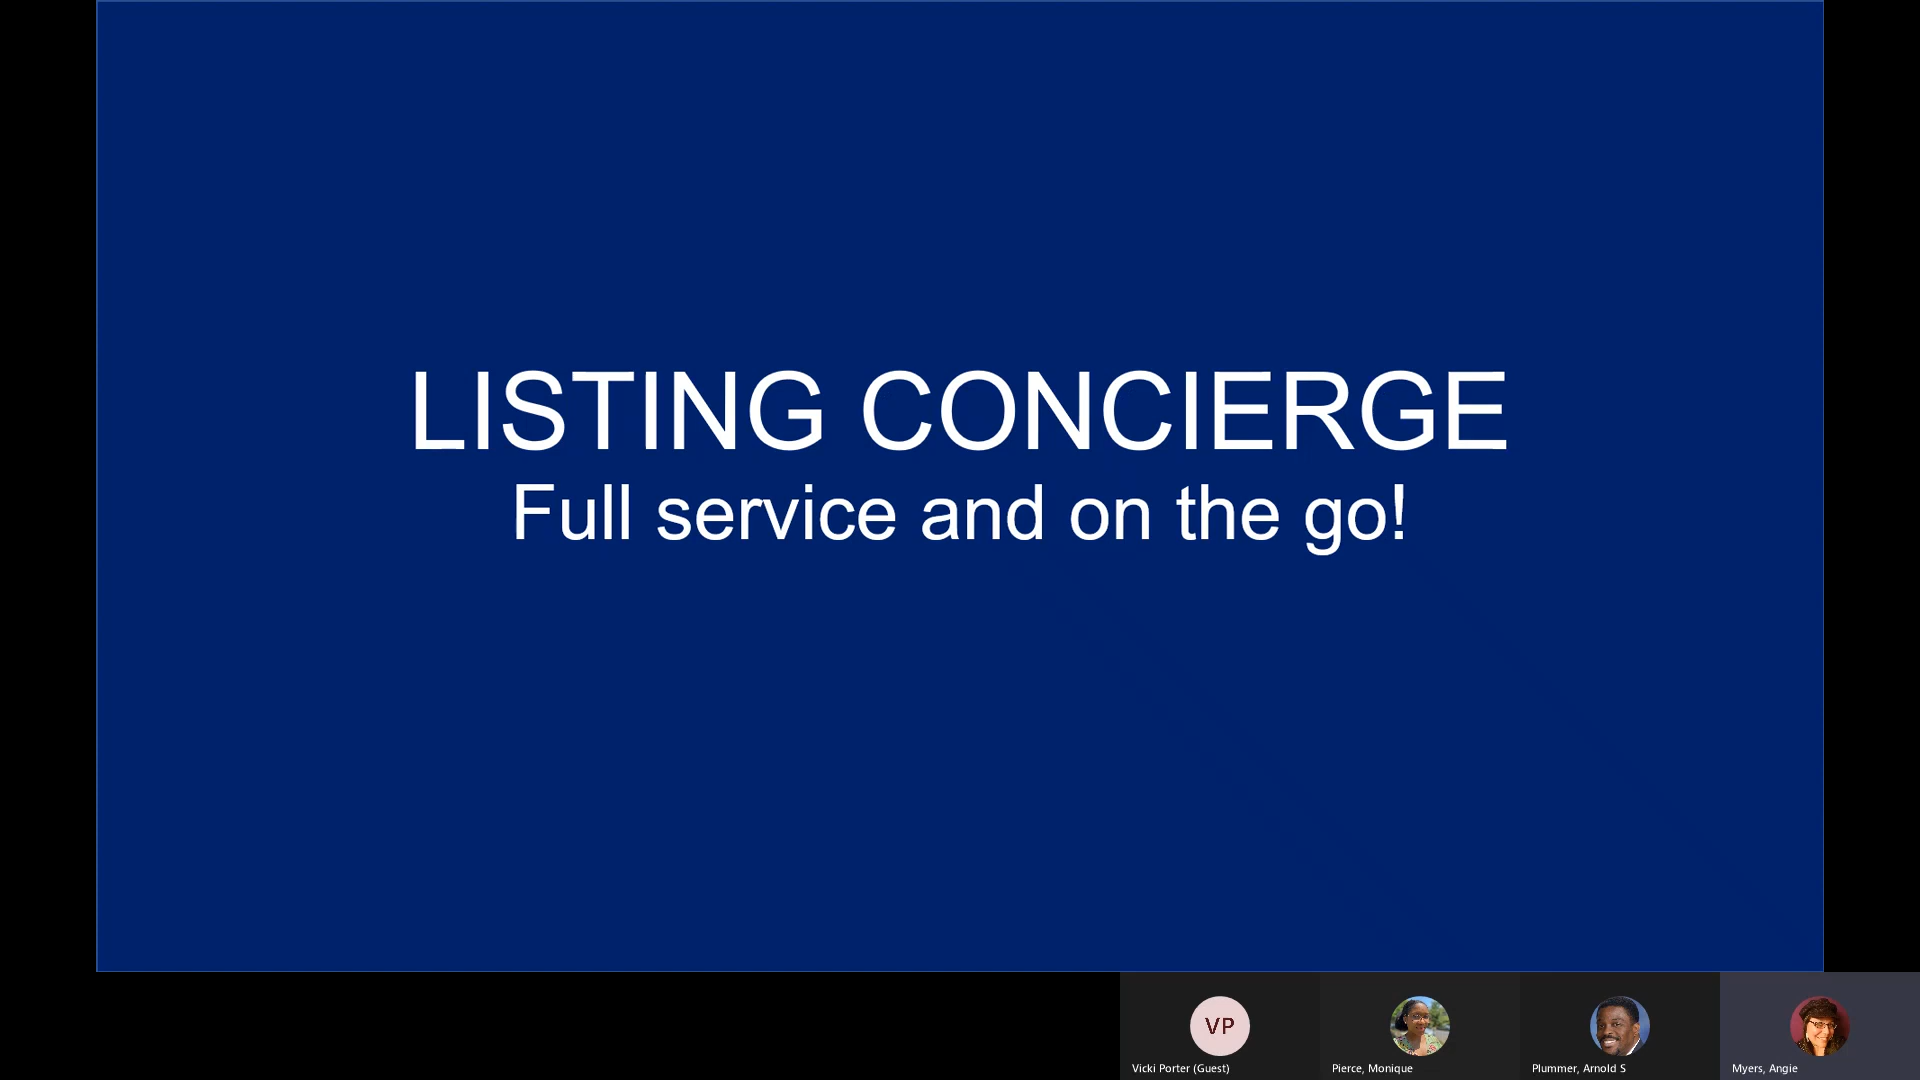 LISTING CONCIERGE
Full service and on the go!
VP
Vicki Porter (Guest)
Pierce, Monique
Plummer, Arnold S
Myers, Angie